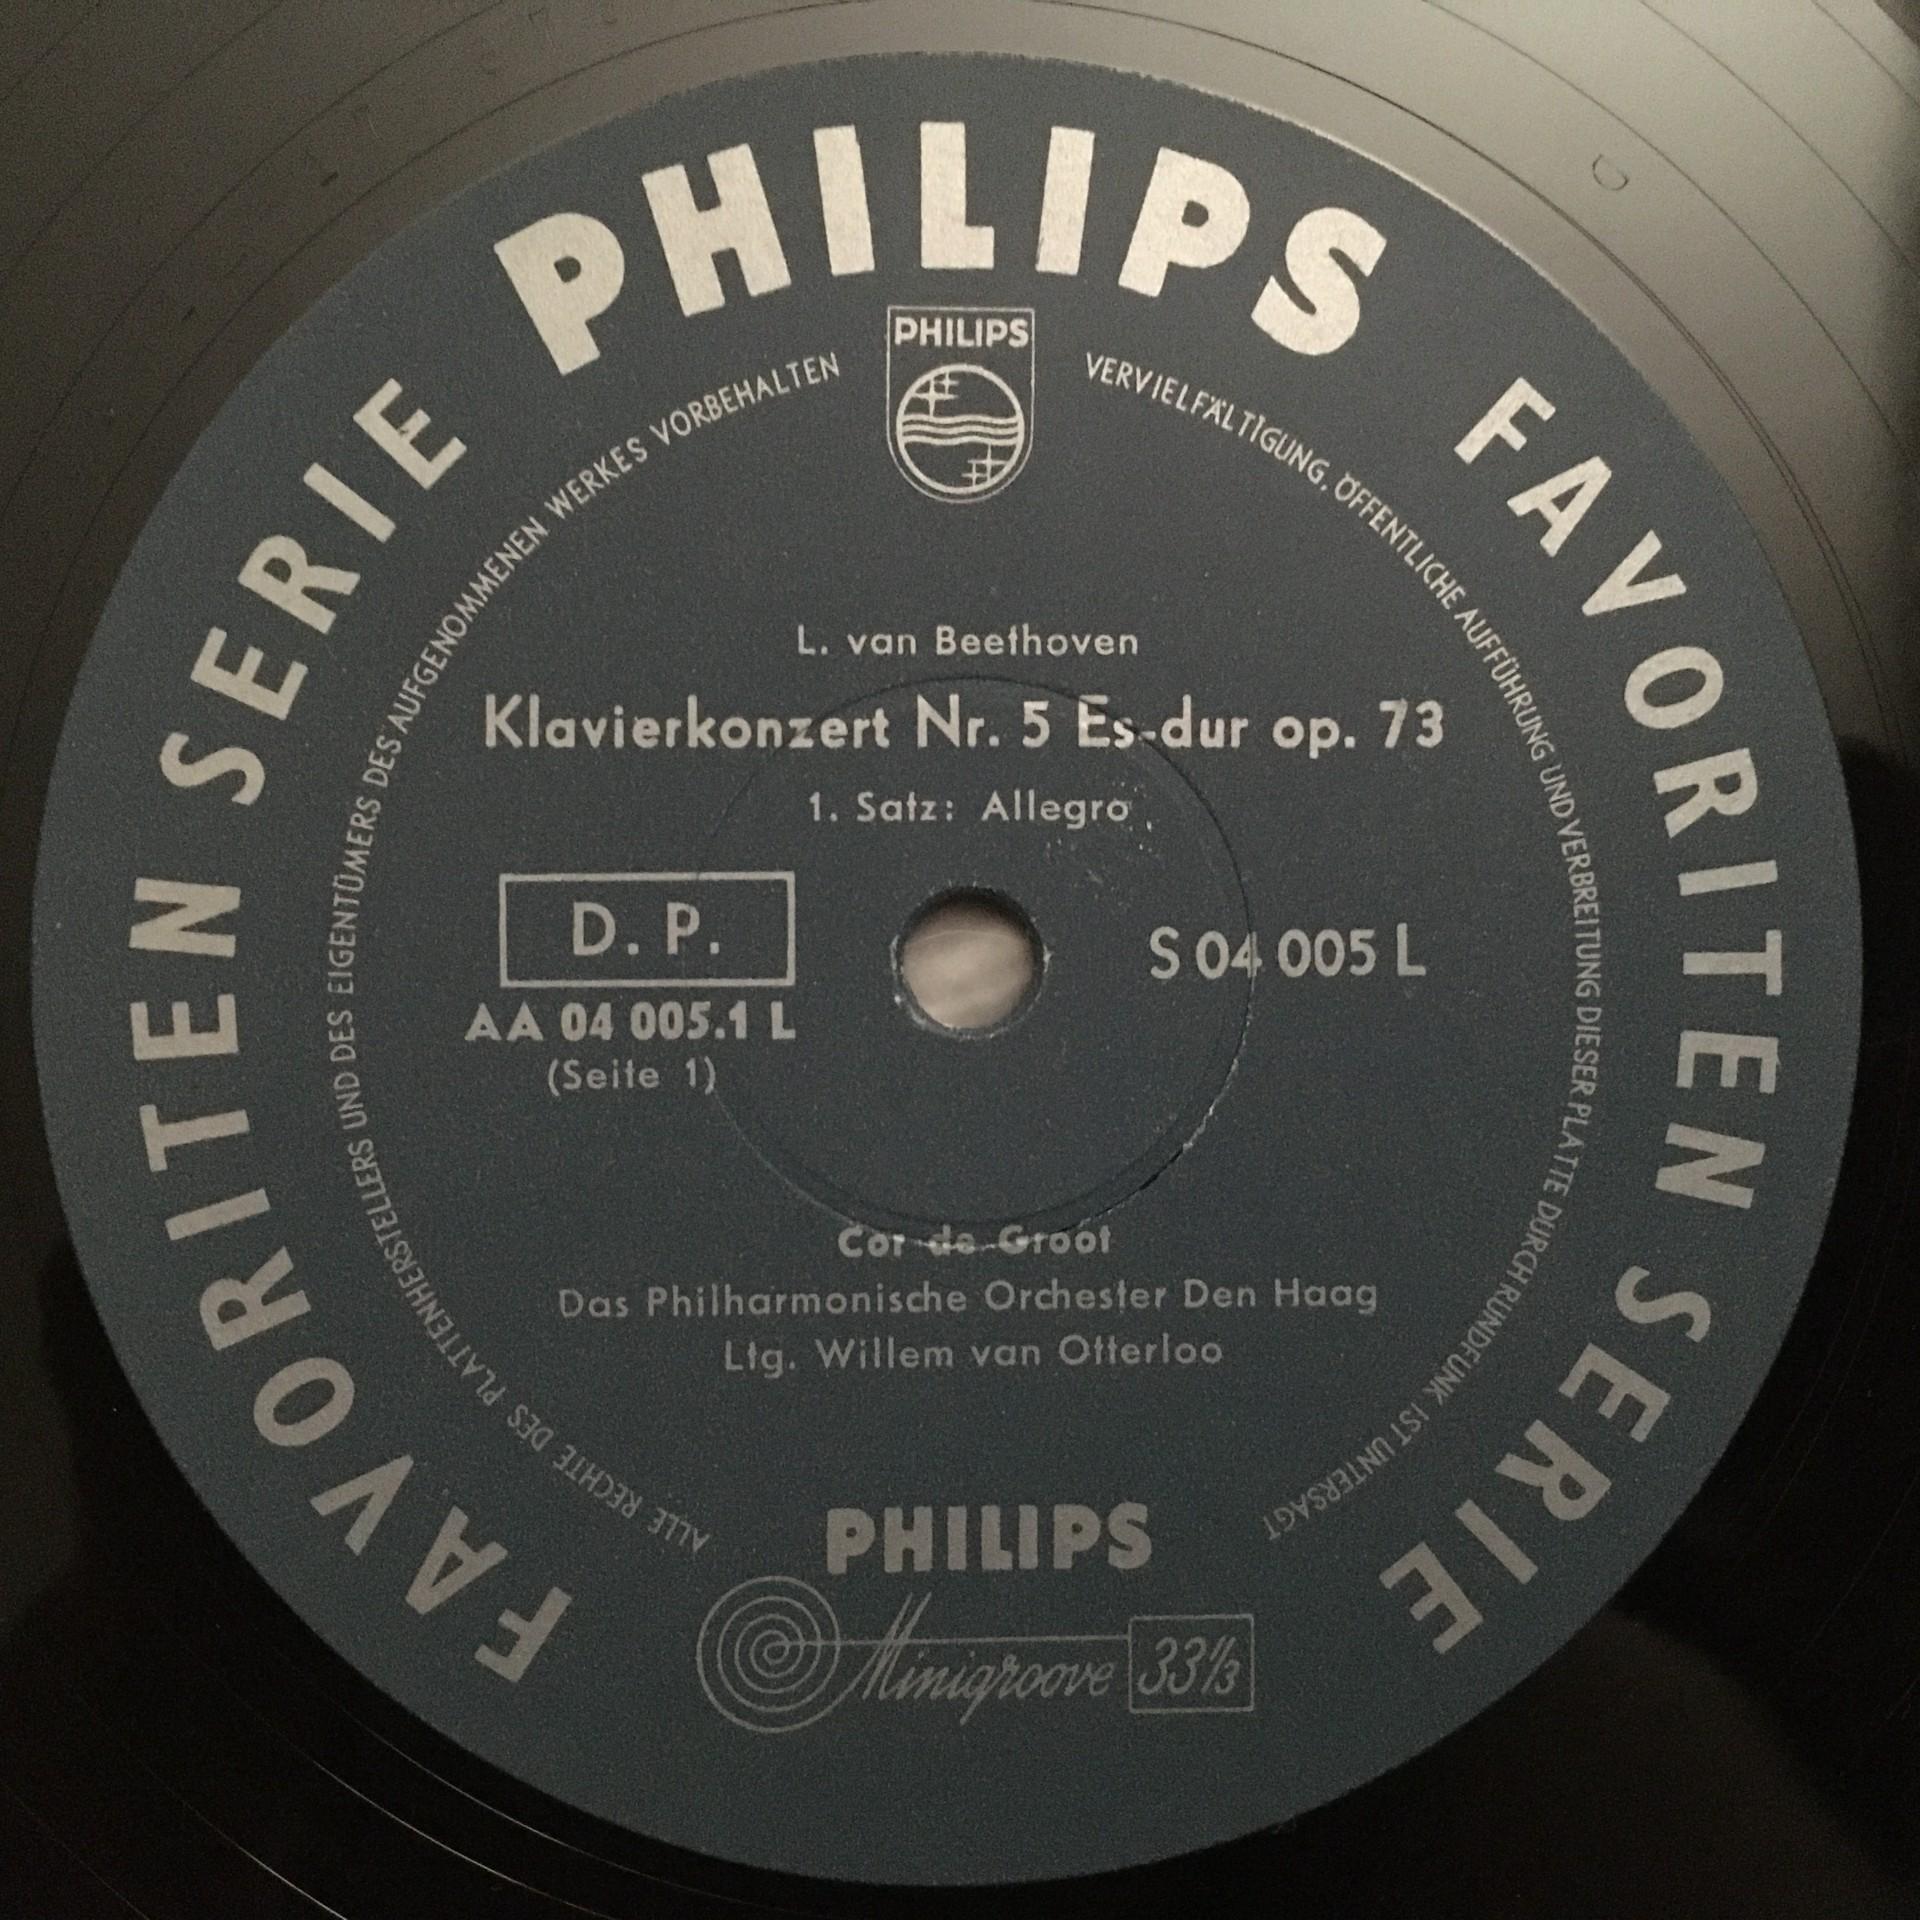 PHILIPS
FAVORITEN SERIE
FAVORITEN SERIE
PHILIPS
ALLE RECHTE DES PLATTENHERSTELLERS UND DES EIGENTÜMERS DES AUFGENOMMENEN WERKES VORBEHALTEN
VERVIELFÄLTIGUNG, ÖFFENTLICHE AUFFÜHRUNG UND VERBREITUNG DIESER PLATTE DURCH RUNDFUNK IST UNTERSAGT
L. van Beethoven
Klavierkonzert Nr. 5 Es-dur op. 73
1. Satz: Allegro
D. P.
S 04 005 L
AA 04 005.1 L
(Seite 1)
Cor de Groot
Das Philharmonische Orchester Den Haag
Ltg. Willem van Otterloo
PHILIPS
Minigroove 33⅓